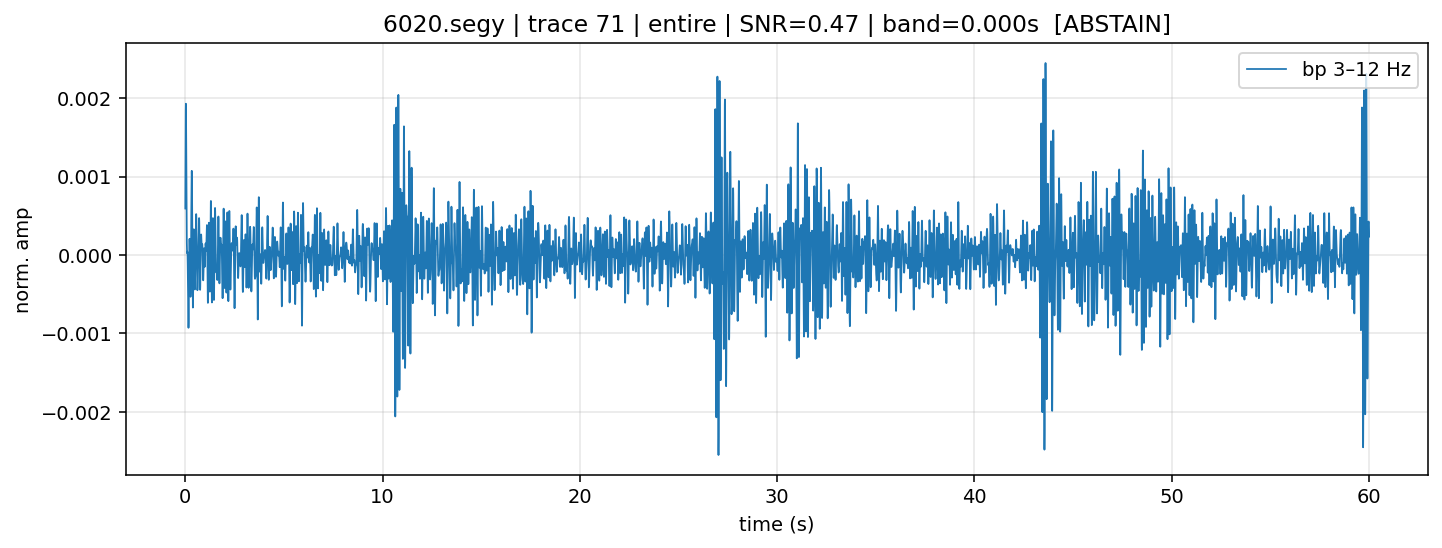 6020.segy | trace 71 | entire | SNR=0.47 | band=0.000s  [ABSTAIN]
bp 3–12 Hz
norm. amp
0.002
0.001
0.000
−0.001
−0.002
0 10 20 30 40 50 60
time (s)